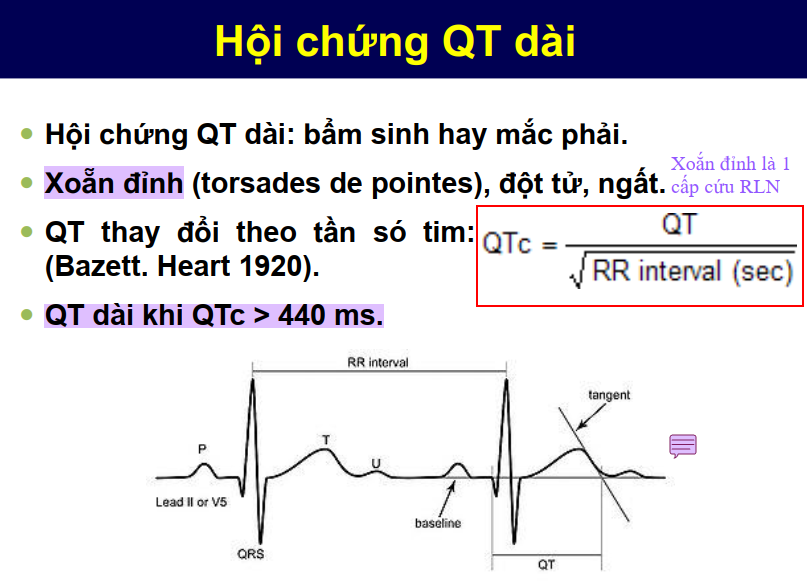 Hội chứng QT dài
Hội chứng QT dài: bẩm sinh hay mắc phải.
Xoẵn đỉnh (torsades de pointes), đột tử, ngất.
Xoắn đỉnh là 1
cấp cứu RLN
QT thay đổi theo tần só tim:
(Bazett. Heart 1920).
QTc = QT / √RR interval (sec)
QT dài khi QTc > 440 ms.
RR interval
tangent
P
T
U
Lead II or V5
baseline
QRS
QT